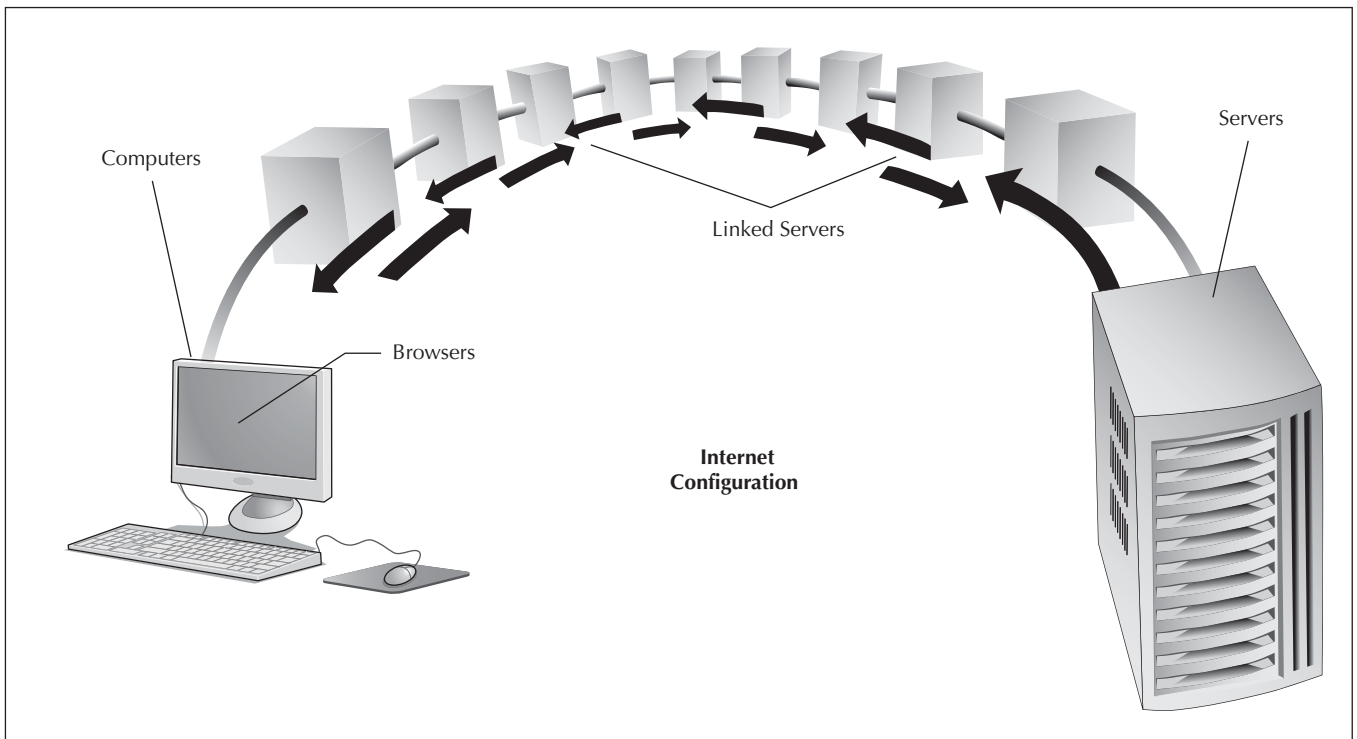 Servers
Computers
Linked Servers
Browsers
Internet
Configuration